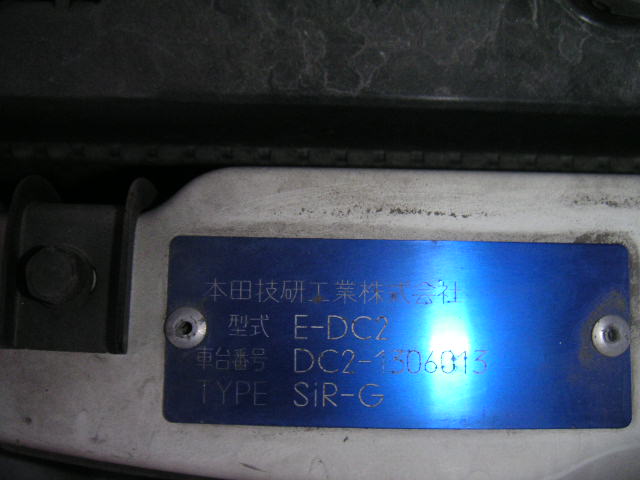 本田技研工業株式会社
型式 E-DC2
車台番号 DC2-1306013
TYPE SiR-G